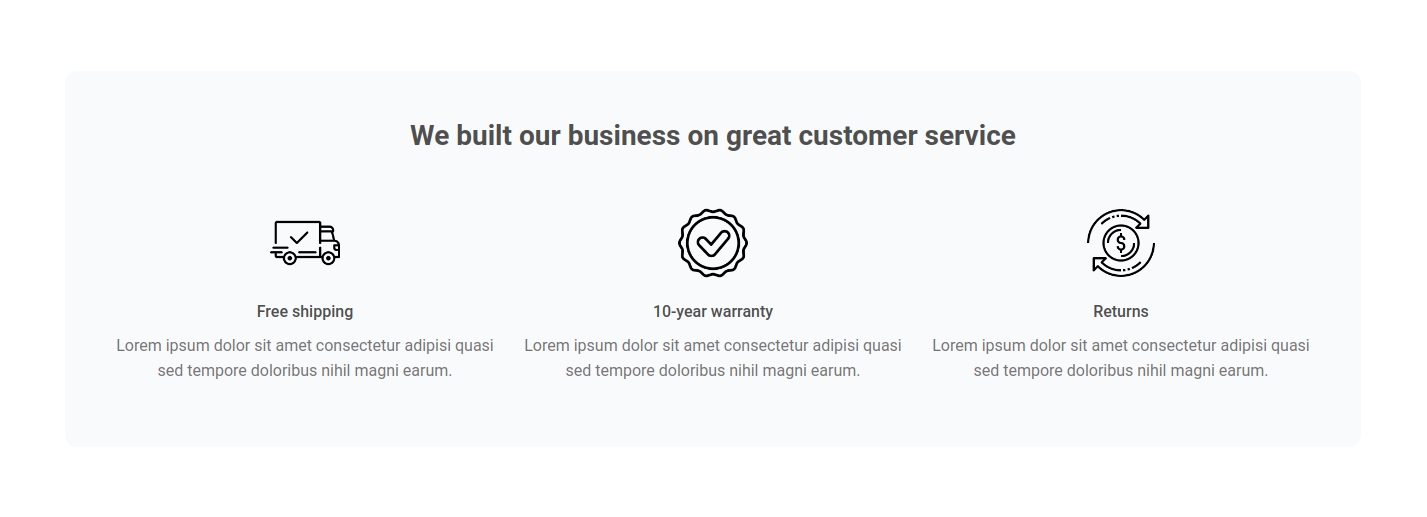 We built our business on great customer service
$
Free shipping
Lorem ipsum dolor sit amet consectetur adipisi quasi
sed tempore doloribus nihil magni earum.
10-year warranty
Lorem ipsum dolor sit amet consectetur adipisi quasi
sed tempore doloribus nihil magni earum.
Returns
Lorem ipsum dolor sit amet consectetur adipisi quasi
sed tempore doloribus nihil magni earum.